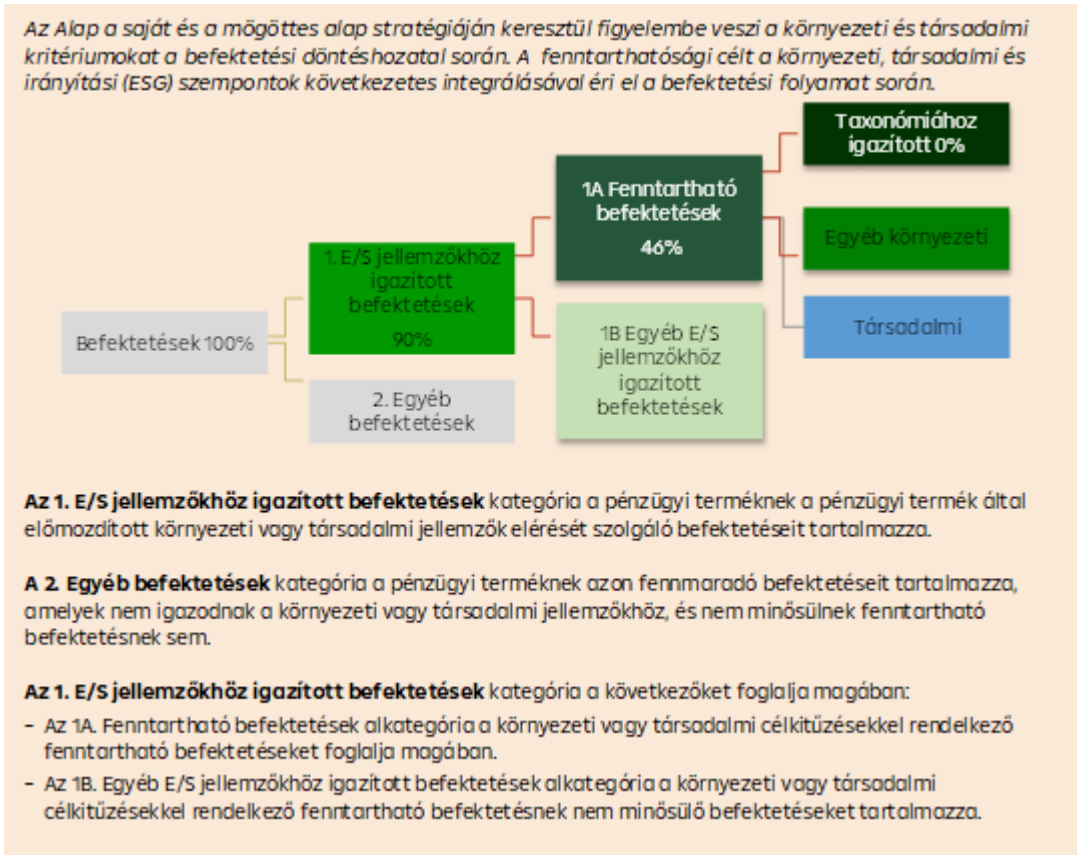 Az Alap a saját és a mögöttes alap stratégiáján keresztül figyelembe veszi a környezeti és társadalmi
kritériumokat a befektetési döntéshozatal során. A fenntarthatósági célt a környezeti, társadalmi és
irányítási (ESG) szempontok következetes integrálásával éri el a befektetési folyamat során.
Befektetések 100%
1. E/S jellemzőkhöz
igazított
befektetések
90%
2. Egyéb
befektetések
1A Fenntartható
befektetések
46%
1B Egyéb E/S
jellemzőkhöz
igazított
befektetések
Taxonómiához
igazított 0%
Egyéb környezeti
Társadalmi
Az 1. E/S jellemzőkhöz igazított befektetések kategória a pénzügyi terméknek a pénzügyi termék által
előmozdított környezeti vagy társadalmi jellemzők elérését szolgáló befektetéseit tartalmazza.
A 2. Egyéb befektetések kategória a pénzügyi terméknek azon fennmaradó befektetéseit tartalmazza,
amelyek nem igazodnak a környezeti vagy társadalmi jellemzőkhöz, és nem minősülnek fenntartható
befektetésnek sem.
Az 1. E/S jellemzőkhöz igazított befektetések kategória a következőket foglalja magában:
– Az 1A. Fenntartható befektetések alkategória a környezeti vagy társadalmi célkitűzésekkel rendelkező
fenntartható befektetéseket foglalja magában.
– Az 1B. Egyéb E/S jellemzőkhöz igazított befektetések alkategória a környezeti vagy társadalmi
célkitűzésekkel rendelkező fenntartható befektetésnek nem minősülő befektetéseket tartalmazza.